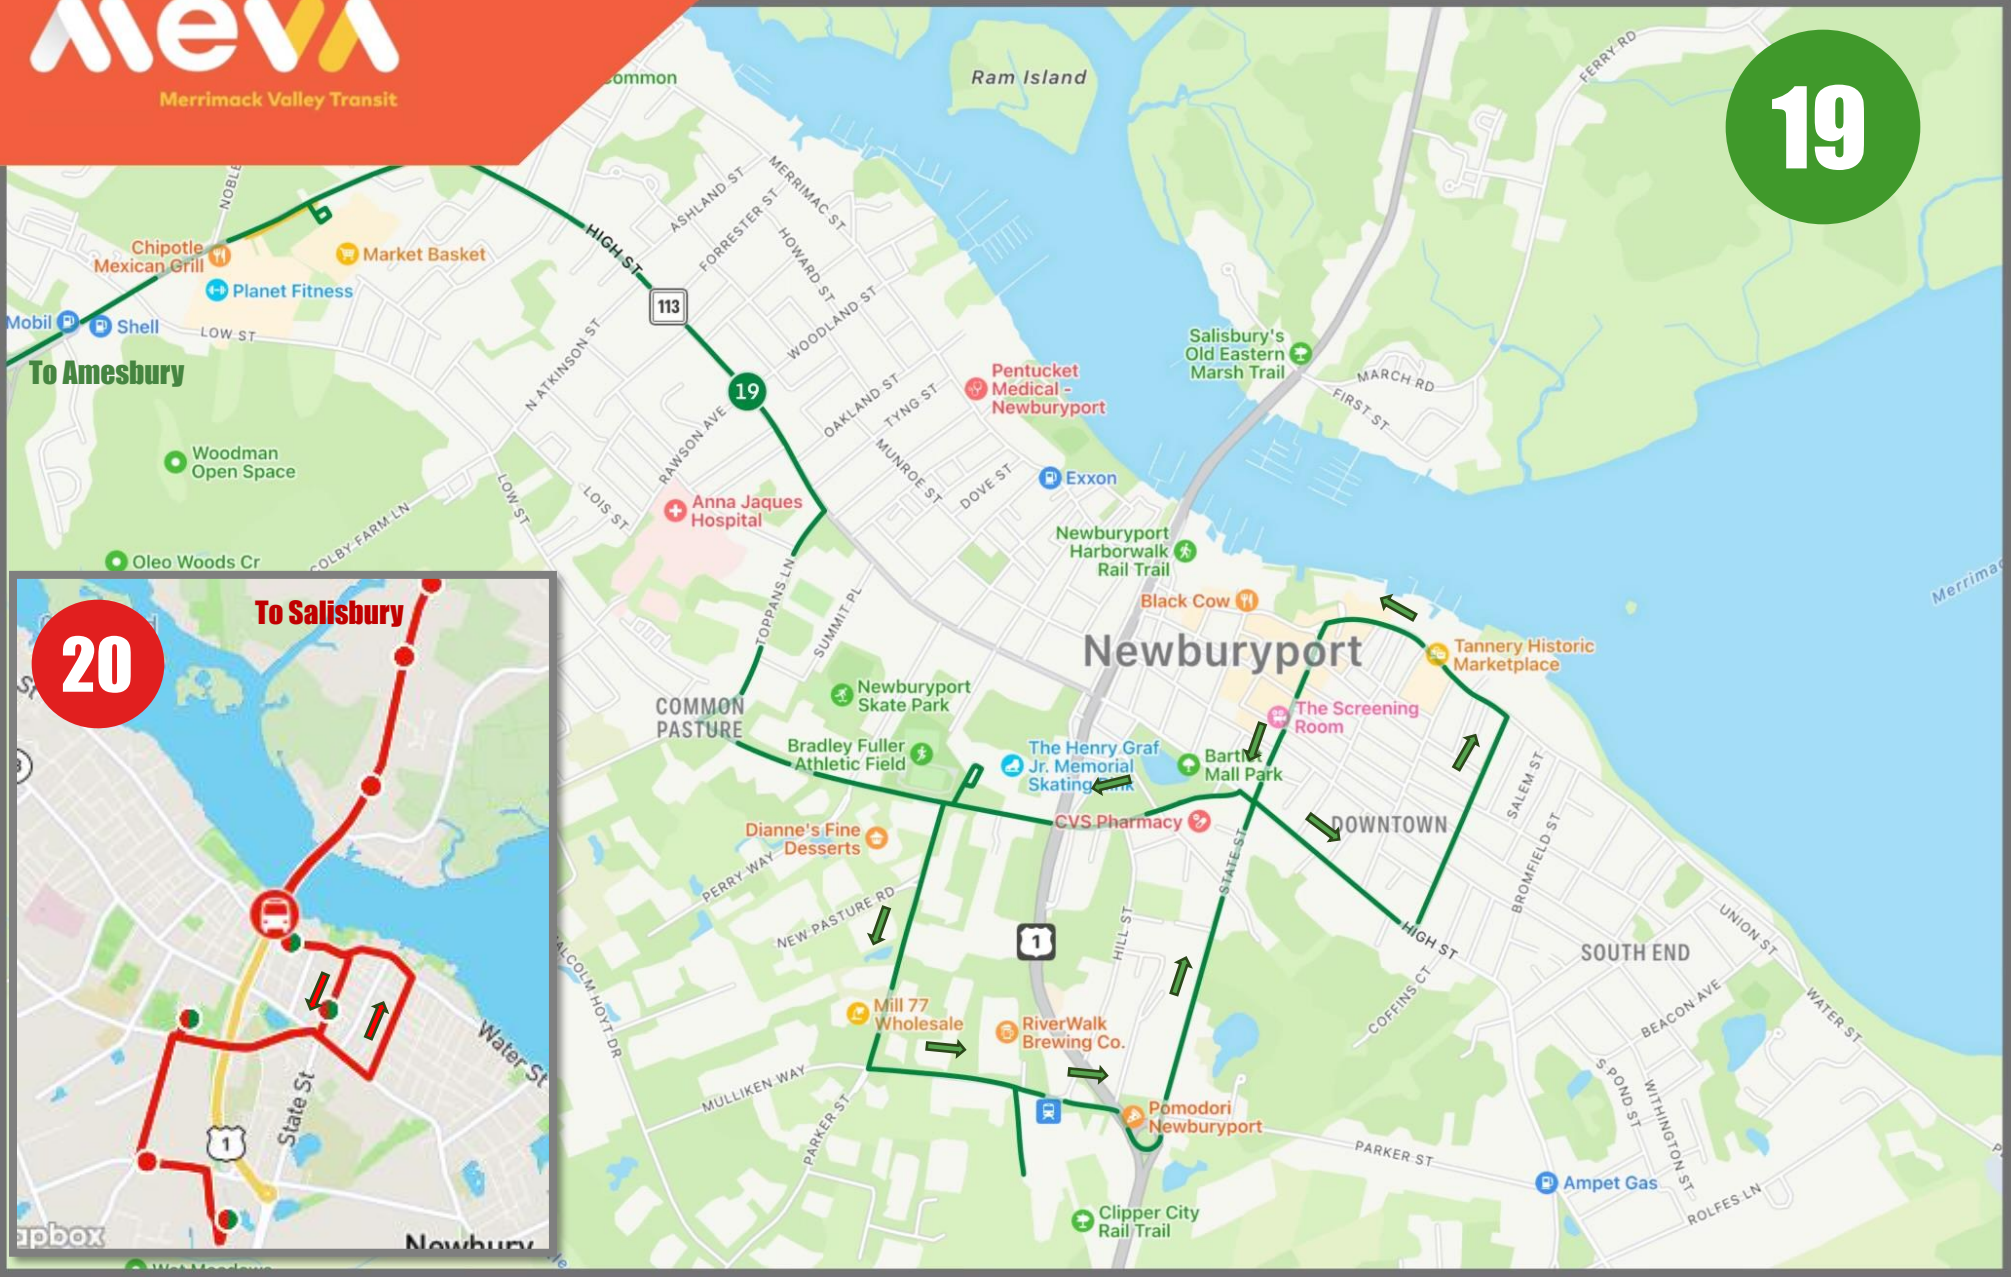 MeVA
Merrimack Valley Transit
Common
Ram Island
FERRY RD
19
NOBLE
ASHLAND ST
MERRIMAC ST
FORRESTER ST
HOWARD ST
HIGH ST
Chipotle
Mexican Grill
Market Basket
Planet Fitness
113
WOODLAND ST
Mobil
Shell
LOW ST
To Amesbury
N ATKINSON ST
19
RAWSON AVE
OAKLAND ST
TYNG ST
Pentucket
Medical -
Newburyport
Salisbury's
Old Eastern
Marsh Trail
MARCH RD
FIRST ST
Woodman
Open Space
LOW ST
LOIS ST
MUNROE ST
DOVE ST
Exxon
Anna Jaques
Hospital
COLBY FARM LN
Oleo Woods Cr
Newburyport
Harborwalk
Rail Trail
Merrimac
TOPPANS LN
SUMMIT PL
Black Cow
Newburyport
Tannery Historic
Marketplace
COMMON
PASTURE
Newburyport
Skate Park
The Screening
Room
Bradley Fuller
Athletic Field
The Henry Graf
Jr. Memorial
Skating
Mall Park
SALEM ST
Dianne's Fine
Desserts
CVS Pharmacy
DOWNTOWN
STATE ST
BROMFIELD ST
PERRY WAY
NEW PASTURE RD
HILL ST
1
HIGH ST
UNION ST
SOUTH END
COFFINS CT
BEACON AVE
WATER ST
MALCOLM HOYT DR
Mill 77
Wholesale
RiverWalk
Brewing Co.
MULLIKEN WAY
PARKER ST
Pomodori
Newburyport
S POND ST
WITHINGTON ST
PARKER ST
Ampet Gas
ROLFES LN
Clipper City
Rail Trail
20
To Salisbury
St
Water St
State St
1
apbox
Newbury